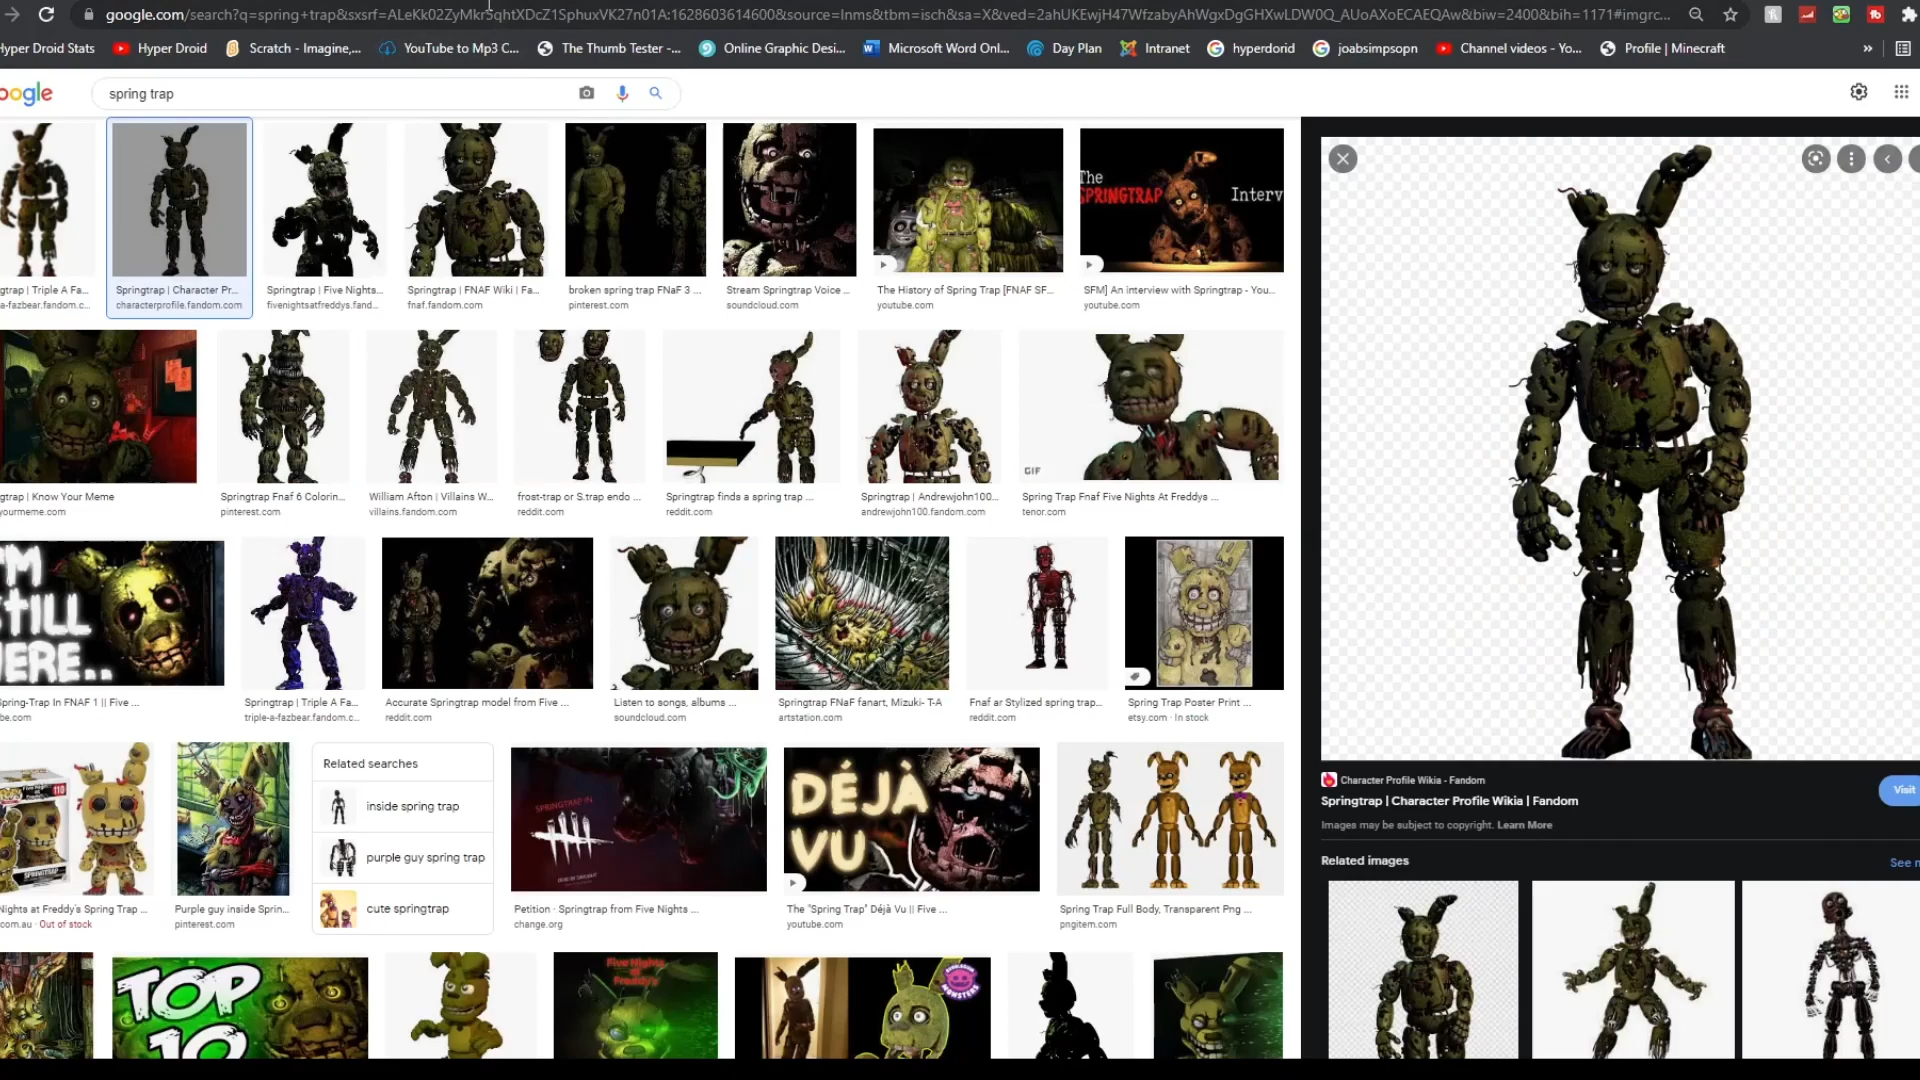 google.com/search?q=spring+trap&sxsrf=ALeKk02ZyMkr5qhtXDcZ1SphuxVK27n01A:1628603614600&source=lnms&tbm=isch&sa=X&ved=2ahUKEwjH47WfzabyAhWgxDgGHXwLDW0Q_AUoAXoECAEQAw&biw=2400&bih=1171#imgrc...
Hyper Droid Stats Hyper Droid Scratch - Imagine,... YouTube to Mp3 C... The Thumb Tester -... Online Graphic Desi... Microsoft Word Onl... Day Plan Intranet hyperdorid joabsimpsopn Channel videos - Yo... Profile | Minecraft »
oogle spring trap
The
SPRINGTRAP Interv
gtrap | Triple A Fa... Springtrap | Character Pr... Springtrap | Five Nights... Springtrap | FNAF Wiki | Fa... broken spring trap FNaF 3 ... Stream Springtrap Voice ... The History of Spring Trap [FNAF SF... SFM] An interview with Springtrap - You...
a-fazbear.fandom.c... characterprofile.fandom.com fivenightsatfreddys.fand... fnaf.fandom.com pinterest.com soundcloud.com youtube.com youtube.com
GIF
gtrap | Know Your Meme Springtrap Fnaf 6 Colorin... William Afton | Villains W... frost-trap or S.trap endo ... Springtrap finds a spring trap ... Springtrap | Andrewjohn100... Spring Trap Fnaf Five Nights At Freddys ...
yourmeme.com pinterest.com villains.fandom.com reddit.com reddit.com andrewjohn100.fandom.com tenor.com
I'M
STILL
HERE..
Spring-Trap In FNAF 1 || Five ... Springtrap | Triple A Fa... Accurate Springtrap model from Five ... Listen to songs, albums ... Springtrap FNaF fanart, Mizuki- T-A Fnaf ar Stylized spring trap... Spring Trap Poster Print ...
be.com triple-a-fazbear.fandom.c... reddit.com soundcloud.com artstation.com reddit.com etsy.com · In stock
110
SPRINGTRAP
Related searches
inside spring trap
purple guy spring trap
cute springtrap
SPRINGTRAP IN
DÉJÀ
VU
Nights at Freddy's Spring Trap ... Purple guy inside Sprin... Petition · Springtrap from Five Nights ... The "Spring Trap" Déjà Vu || Five ... Spring Trap Full Body, Transparent Png ...
com.au · Out of stock pinterest.com change.org youtube.com pngitem.com
TOP
10
Five Nights
at
Freddy's
MONSTERS
Character Profile Wikia - Fandom
Springtrap | Character Profile Wikia | Fandom Visit
Images may be subject to copyright. Learn More
Related images See m